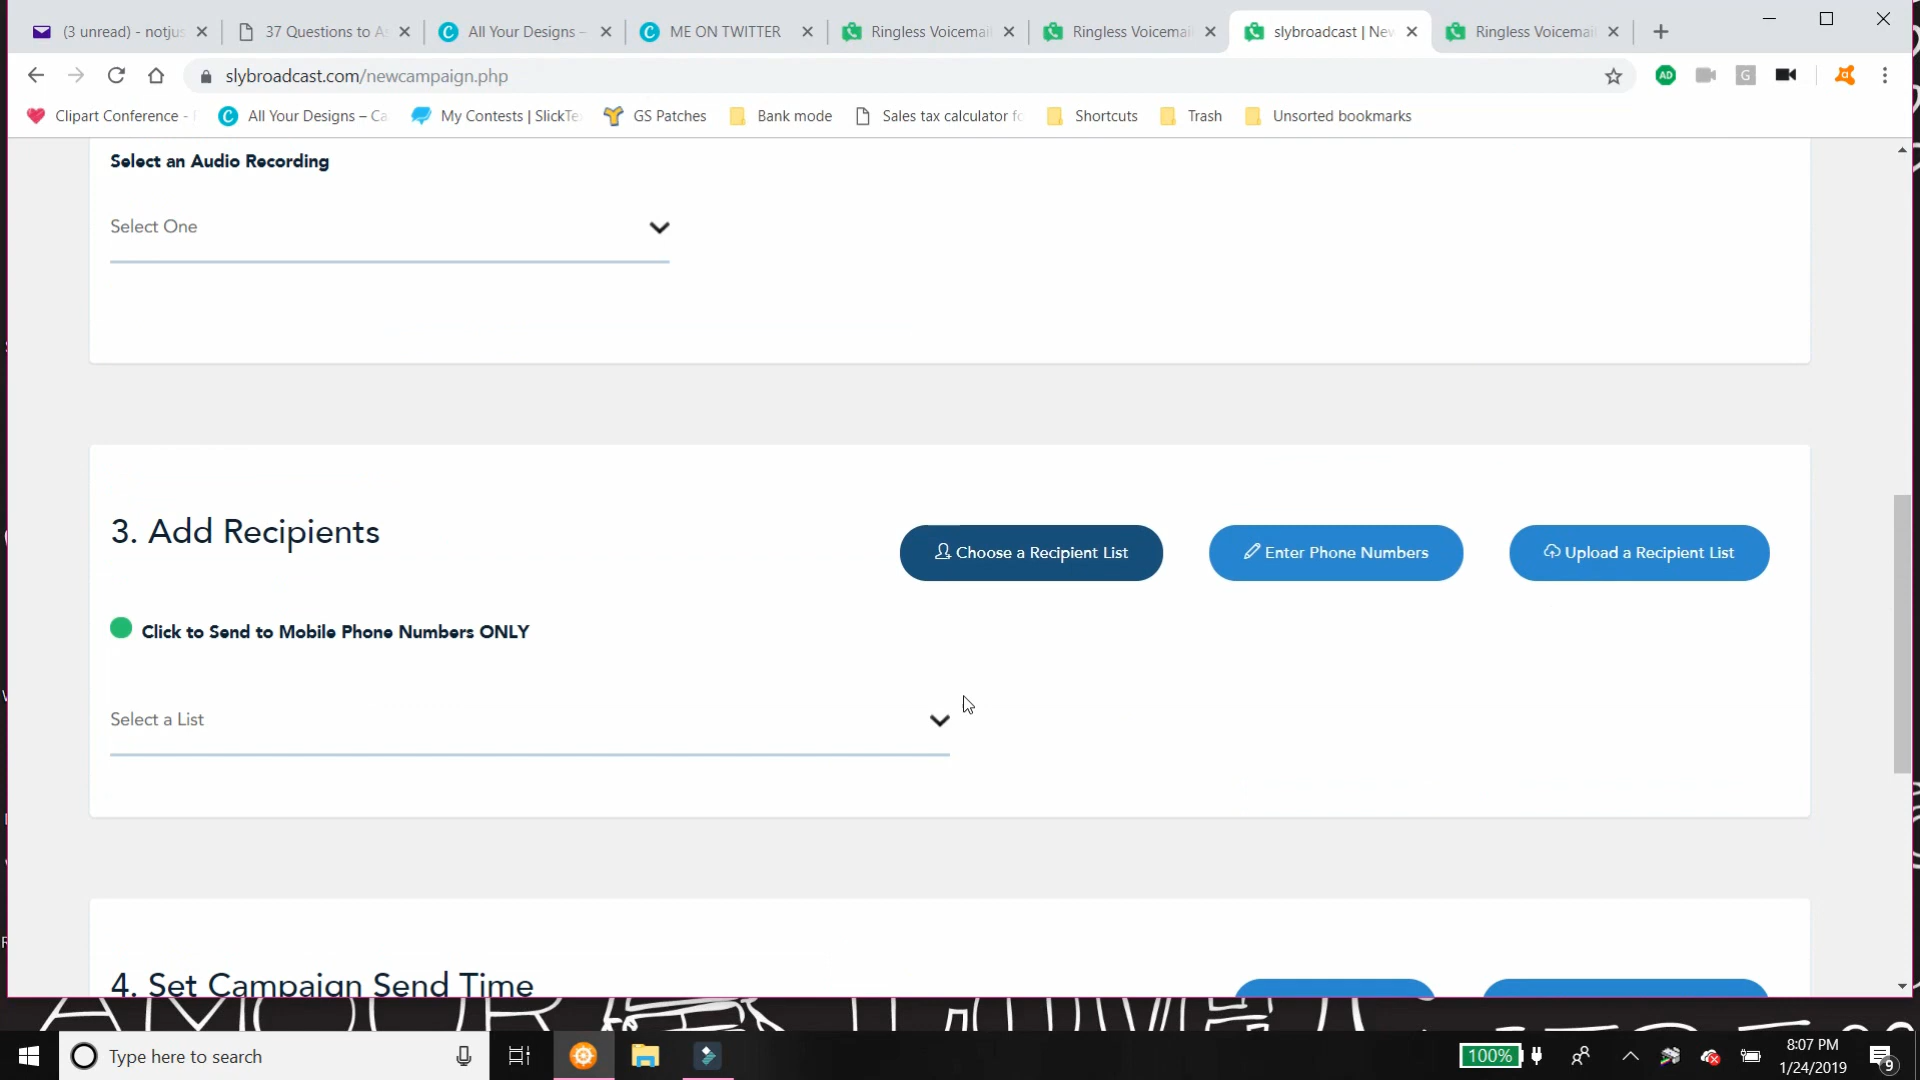 (3 unread) - notjus
37 Questions to A
All Your Designs -
ME ON TWITTER
Ringless Voicemai
Ringless Voicemai
slybroadcast | Ne
Ringless Voicemai
slybroadcast.com/newcampaign.php
AD
G
Clipart Conference -
All Your Designs – Ca
My Contests | SlickTe
GS Patches
Bank mode
Sales tax calculator fo
Shortcuts
Trash
Unsorted bookmarks
Select an Audio Recording
Select One
3. Add Recipients
Choose a Recipient List
Enter Phone Numbers
Upload a Recipient List
Click to Send to Mobile Phone Numbers ONLY
Select a List
4. Set Campaign Send Time
Type here to search
100%
8:07 PM
1/24/2019
9